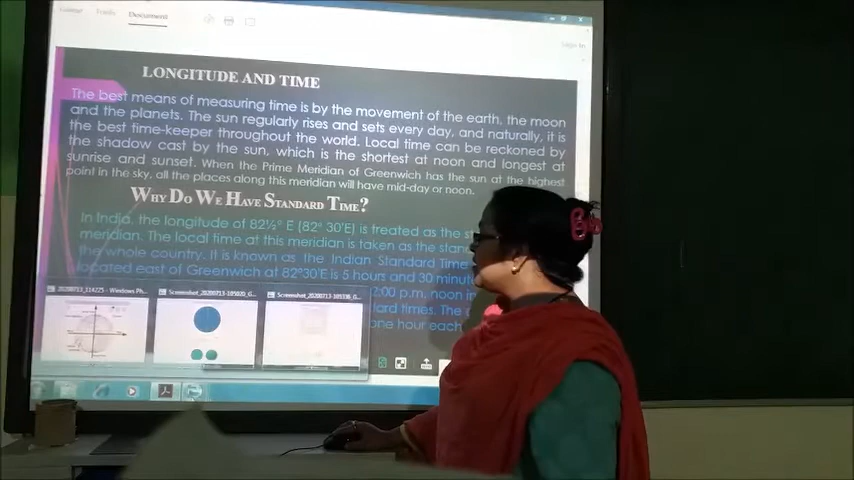 Document
Sign In
LONGITUDE AND TIME
The best means of measuring time is by the movement of the earth, the moon
and the planets. The sun regularly rises and sets every day, and naturally, it is
the best time-keeper throughout the world. Local time can be reckoned by
the shadow cast by the sun, which is the shortest at noon and longest at
sunrise and sunset. When the Prime Meridian of Greenwich has the sun at the highest
point in the sky, all the places along this meridian will have mid-day or noon.
Why Do We Have Standard Time?
In India, the longitude of 82½° E (82° 30'E) is treated as the
meridian. The local time at this meridian is taken as the
the whole country. It is known as the Indian Standard
located east of Greenwich at 82°30'E is 5 hours and 30
2:00 p.m. noon
time. The
one hour each